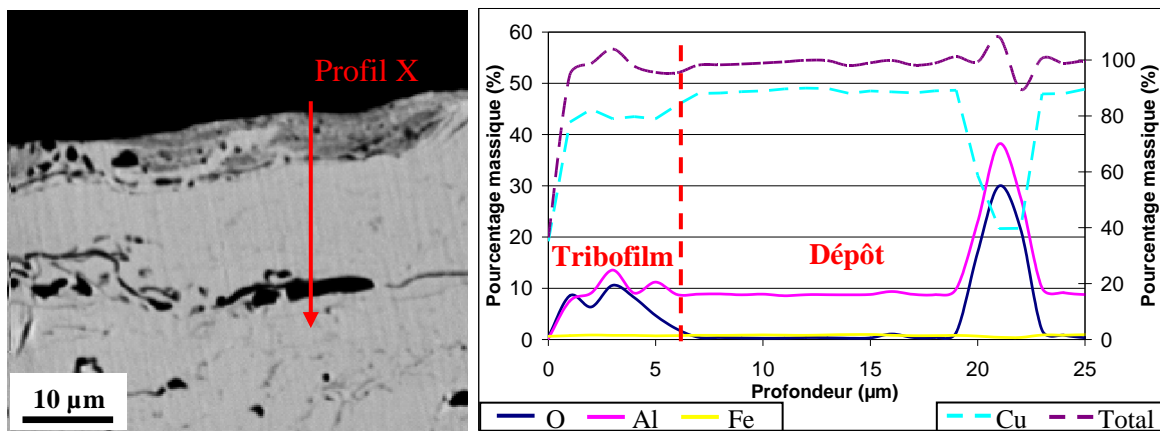 Profil X
10 µm
Pourcentage massique (%)
60
50
40
30
20
10
0
100
80
60
40
20
0
Pourcentage massique (%)
Tribofilm
Dépôt
0 5 10 15 20 25
Profondeur (µm)
O Al Fe Cu Total